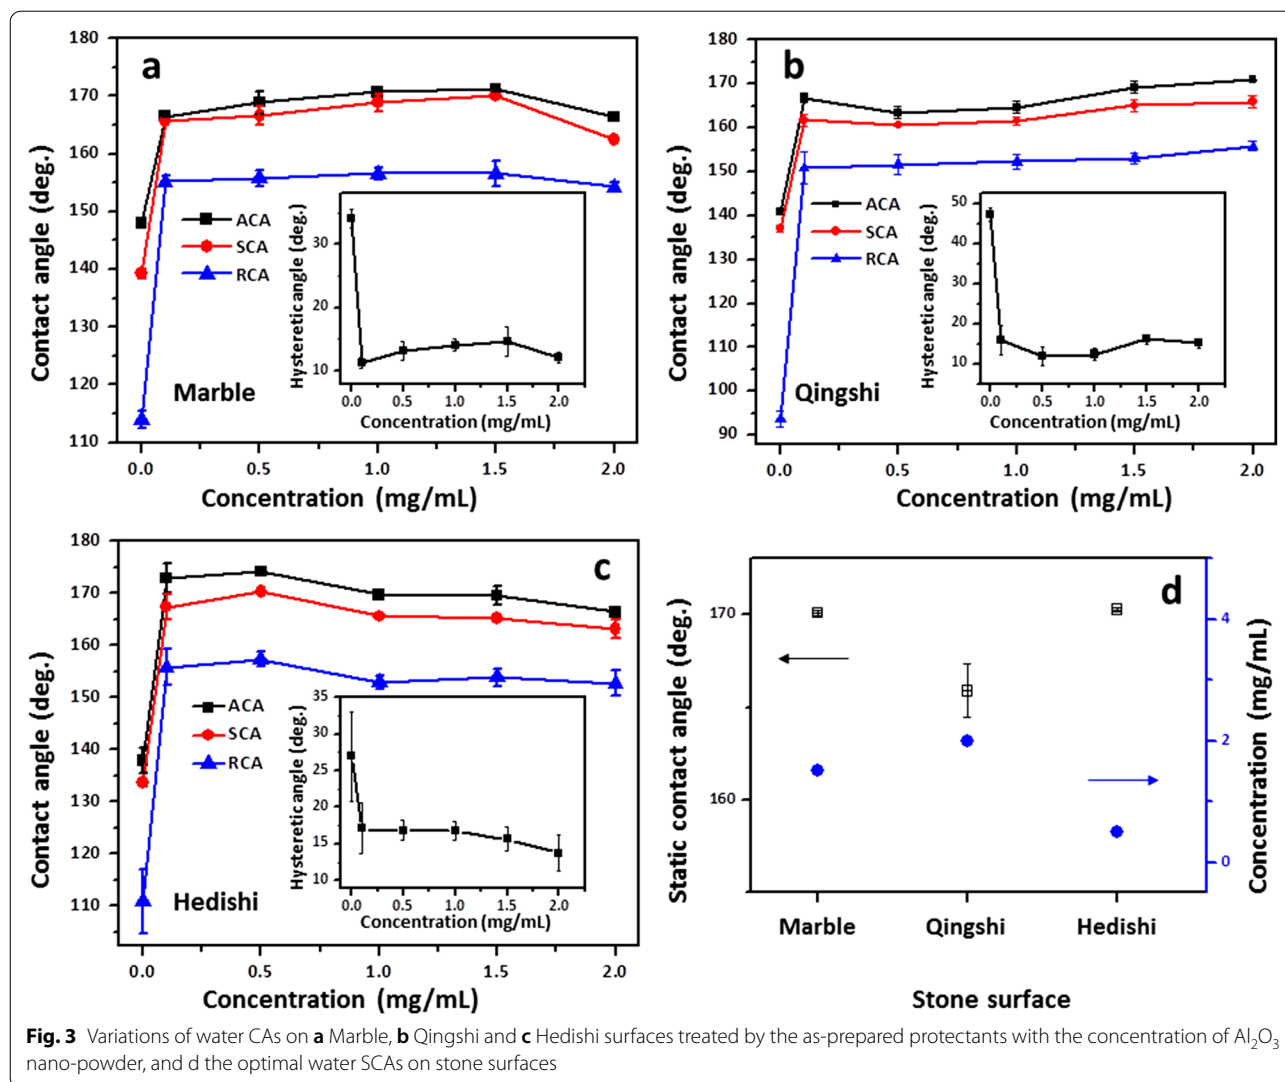 a
180
170
160
150
140
130
120
110
Contact angle (deg.)
ACA
SCA
RCA
Marble
Hysteretic angle (deg.)
30
20
10
0.0 0.5 1.0 1.5 2.0
Concentration (mg/mL)
0.0 0.5 1.0 1.5 2.0
Concentration (mg/mL)
b
180
170
160
150
140
130
120
110
100
90
Contact angle (deg.)
ACA
SCA
RCA
Qingshi
Hysteretic angle (deg.)
50
40
30
20
10
0.0 0.5 1.0 1.5 2.0
Concentration (mg/mL)
0.0 0.5 1.0 1.5 2.0
Concentration (mg/mL)
c
180
170
160
150
140
130
120
110
Contact angle (deg.)
ACA
SCA
RCA
Hedishi
Hysteretic angle (deg.)
35
30
25
20
15
10
0.0 0.5 1.0 1.5 2.0
Concentration (mg/mL)
0.0 0.5 1.0 1.5 2.0
Concentration (mg/mL)
d
Static contact angle (deg.)
170
160
4
2
0
Concentration (mg/mL)
Marble Qingshi Hedishi
Stone surface
Fig. 3 Variations of water CAs on a Marble, b Qingshi and c Hedishi surfaces treated by the as-prepared protectants with the concentration of Al₂O₃
nano-powder, and d the optimal water SCAs on stone surfaces